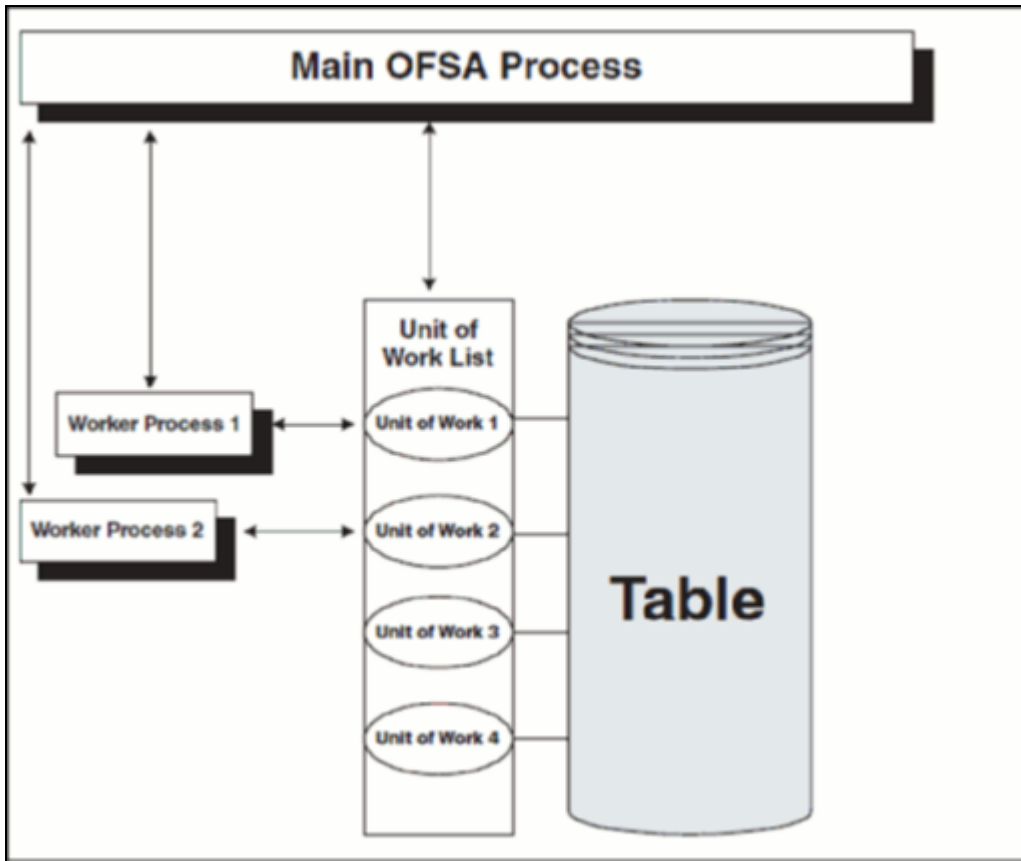 Main OFSA Process
Unit of
Work List
Worker Process 1
Unit of Work 1
Worker Process 2
Unit of Work 2
Unit of Work 3
Unit of Work 4
Table